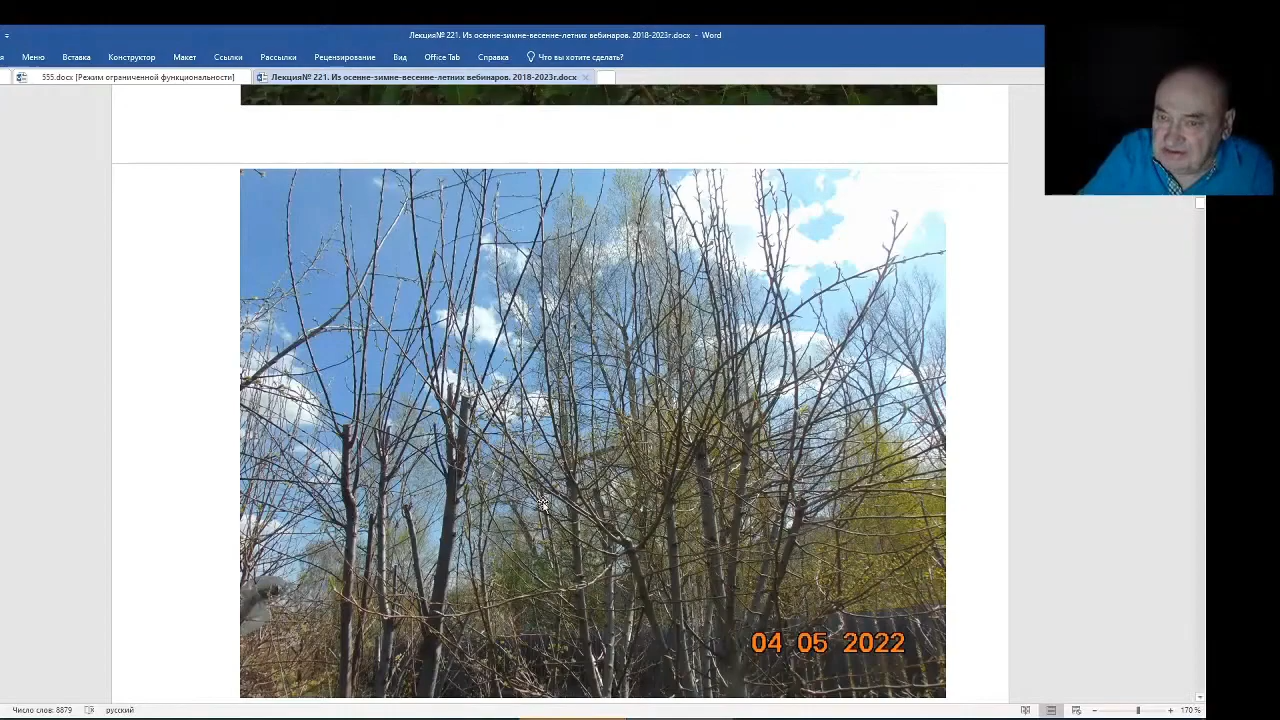 Лекция№ 221. Из осенне-зимне-весенне-летних вебинаров. 2018-2023г.docx - Word
Меню Вставка Конструктор Макет Ссылки Рассылки Рецензирование Вид Office Tab Справка Что вы хотите сделать?
555.docx [Режим ограниченной функциональности] Лекция№ 221. Из осенне-зимне-весенне-летних вебинаров. 2018-2023г.docx
04 05 2022
Число слов: 8879 русский 170 %